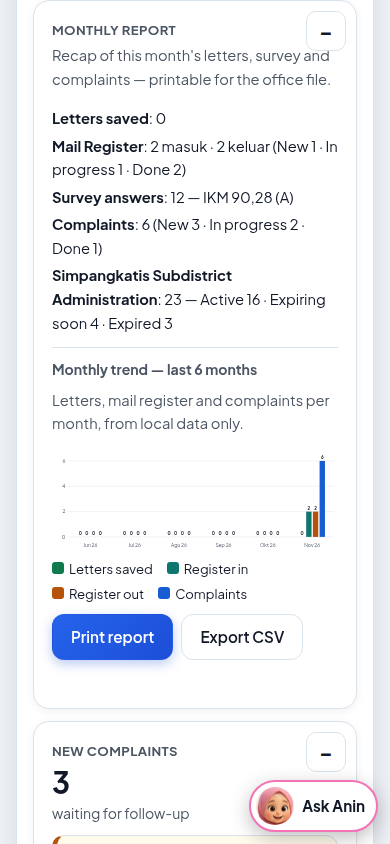 MONTHLY REPORT
–
Recap of this month's letters, survey and
complaints — printable for the office file.
Letters saved: 0
Mail Register: 2 masuk · 2 keluar (New 1 · In
progress 1 · Done 2)
Survey answers: 12 — IKM 90,28 (A)
Complaints: 6 (New 3 · In progress 2 ·
Done 1)
Simpangkatis Subdistrict
Administration: 23 — Active 16 · Expiring
soon 4 · Expired 3
Monthly trend — last 6 months
Letters, mail register and complaints per
month, from local data only.
6
4
2
0
0 0 0 0 0 0 0 0 0 0 0 0 0 0 0 0 0 0 0 0 0 2 2 6
Jun 26 Jul 26 Agu 26 Sep 26 Okt 26 Nov 26
Letters saved Register in
Register out Complaints
Print report Export CSV
NEW COMPLAINTS
–
3
waiting for follow-up
Ask Anin